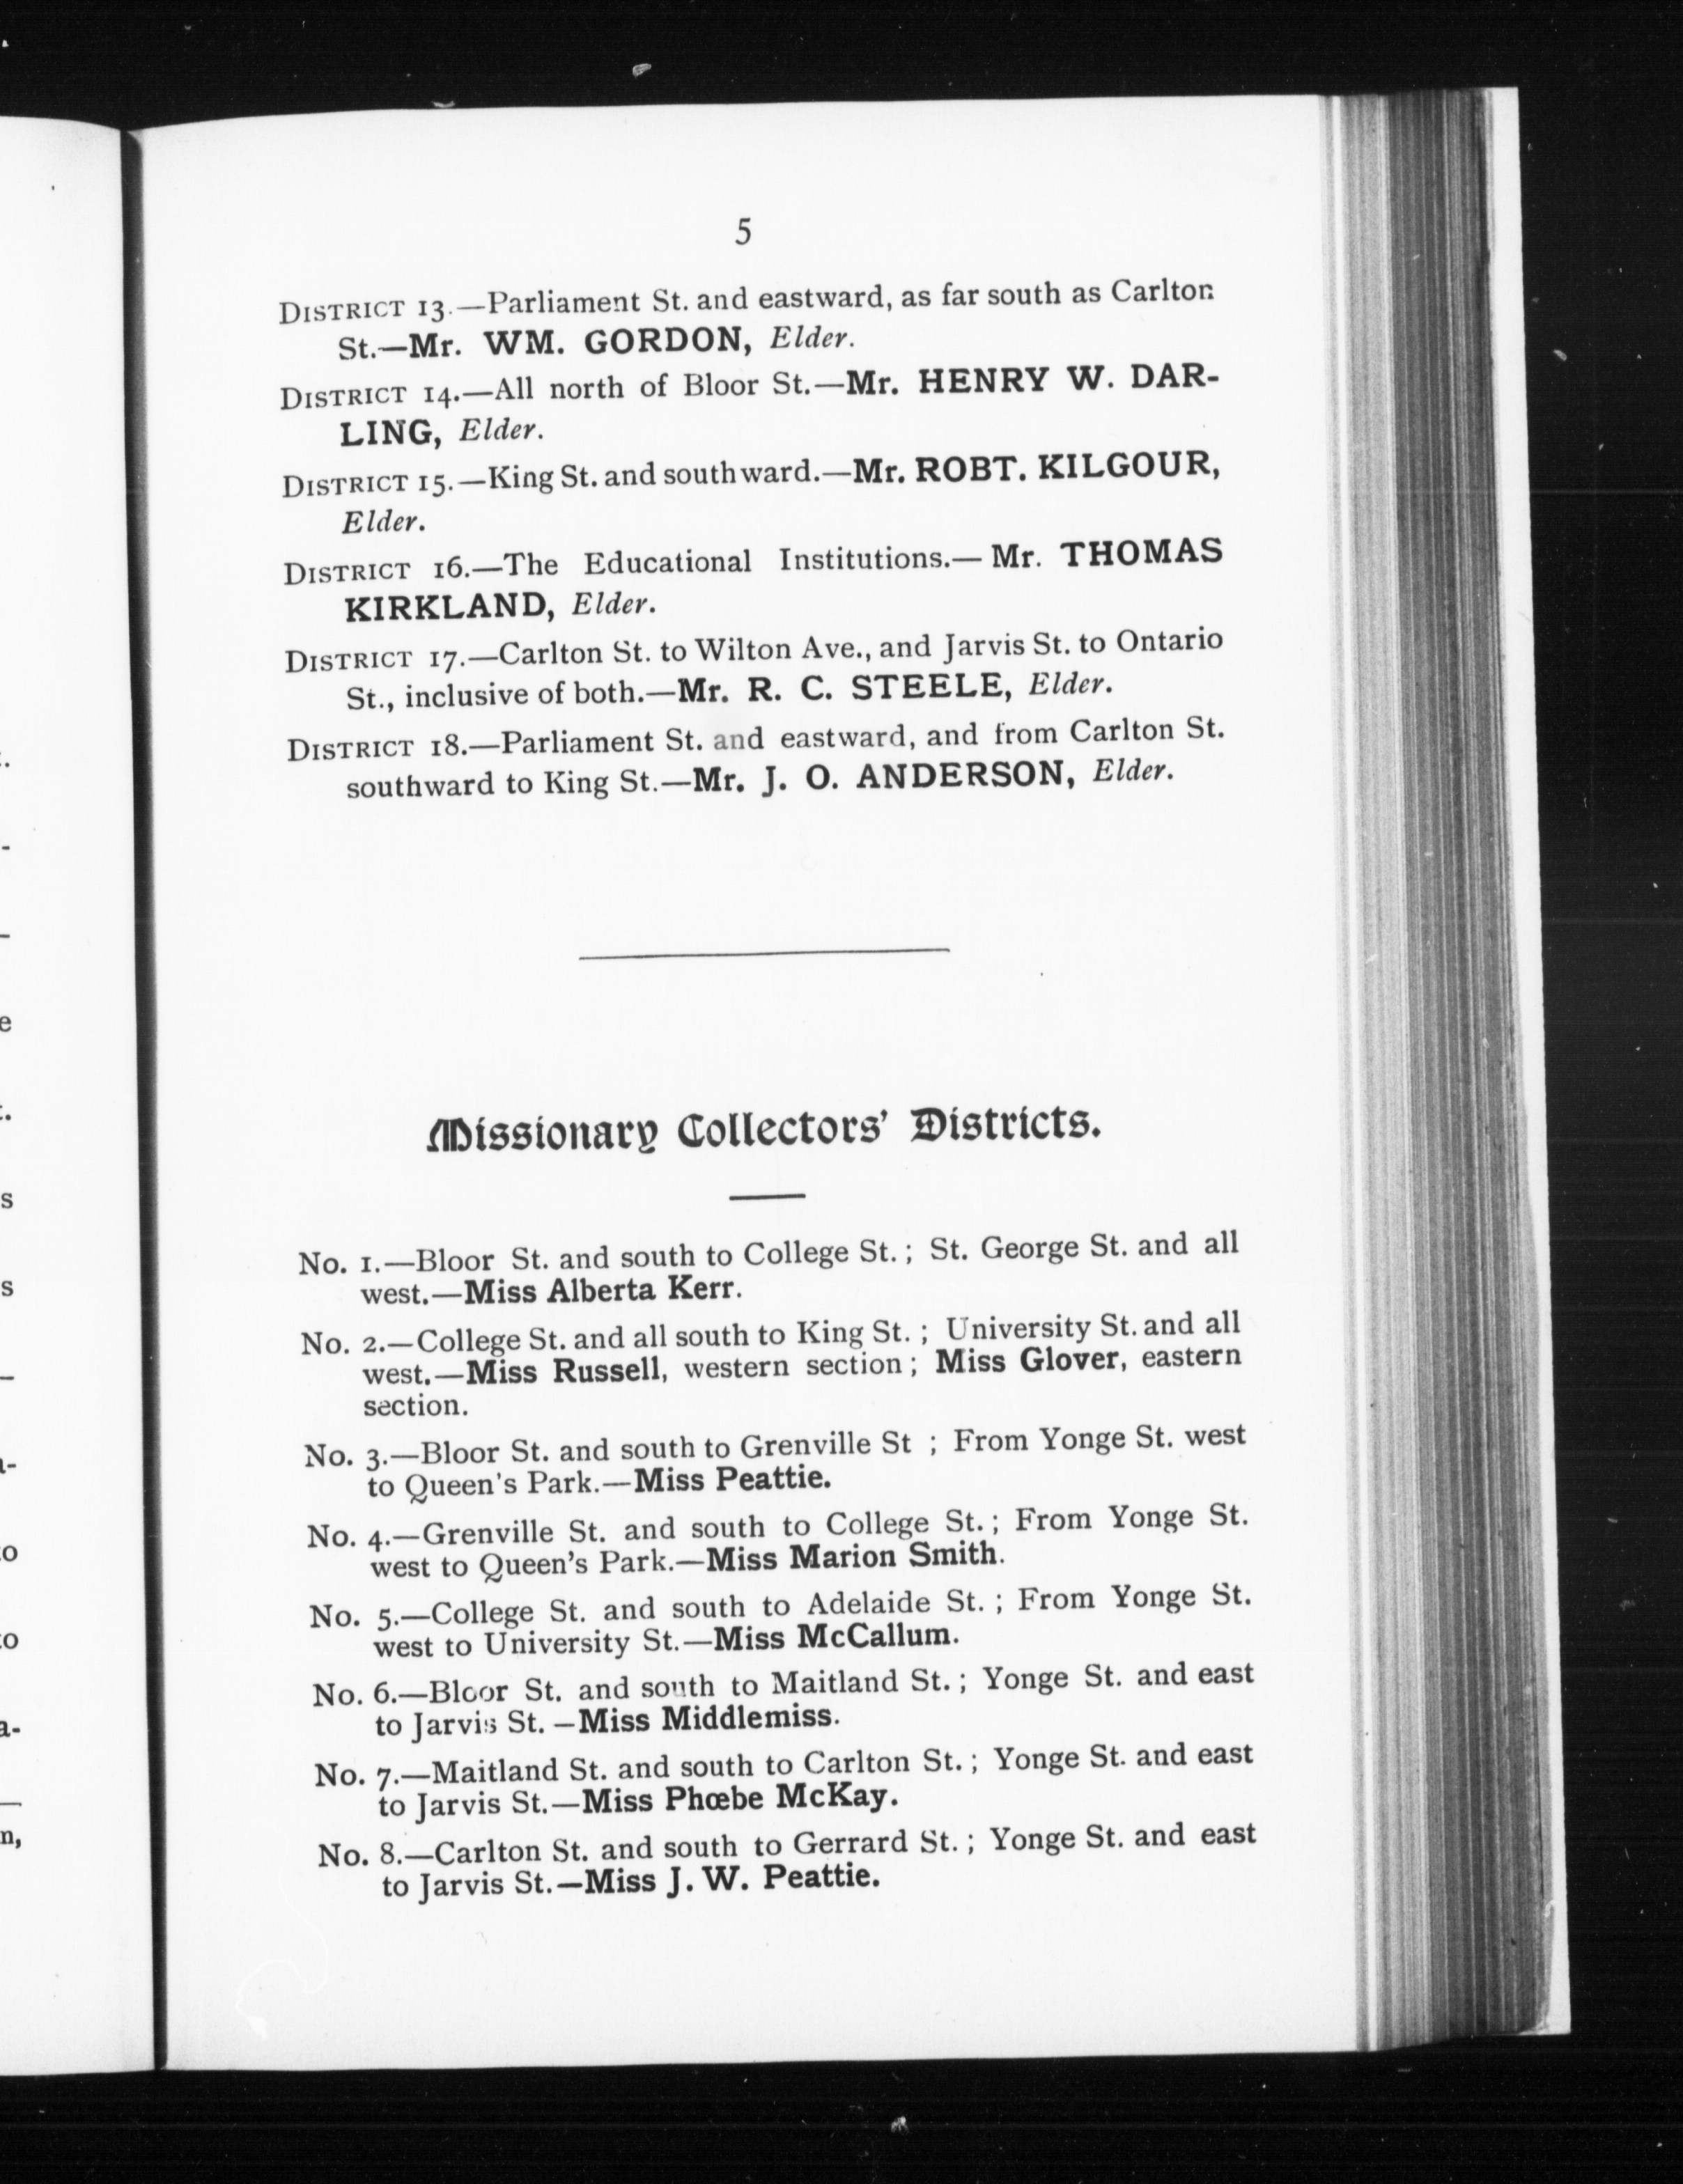 5
DISTRICT 13.—Parliament St. and eastward, as far south as Carlton
St.—Mr. WM. GORDON, Elder.
DISTRICT 14.—All north of Bloor St.—Mr. HENRY W. DAR-
LING, Elder.
DISTRICT 15.—King St. and southward.—Mr. ROBT. KILGOUR,
Elder.
DISTRICT 16.—The Educational Institutions.—Mr. THOMAS
KIRKLAND, Elder.
DISTRICT 17.—Carlton St. to Wilton Ave., and Jarvis St. to Ontario
St., inclusive of both.—Mr. R. C. STEELE, Elder.
DISTRICT 18.—Parliament St. and eastward, and from Carlton St.
southward to King St.—Mr. J. O. ANDERSON, Elder.
Missionary Collectors' Districts.
No. 1.—Bloor St. and south to College St.; St. George St. and all
west.—Miss Alberta Kerr.
No. 2.—College St. and all south to King St.; University St. and all
west.—Miss Russell, western section; Miss Glover, eastern
section.
No. 3.—Bloor St. and south to Grenville St ; From Yonge St. west
to Queen's Park.—Miss Peattie.
No. 4.—Grenville St. and south to College St.; From Yonge St.
west to Queen's Park.—Miss Marion Smith.
No. 5.—College St. and south to Adelaide St.; From Yonge St.
west to University St.—Miss McCallum.
No. 6.—Bloor St. and south to Maitland St.; Yonge St. and east
to Jarvis St.—Miss Middlemiss.
No. 7.—Maitland St. and south to Carlton St.; Yonge St. and east
to Jarvis St.—Miss Phœbe McKay.
No. 8.—Carlton St. and south to Gerrard St.; Yonge St. and east
to Jarvis St.—Miss J. W. Peattie.